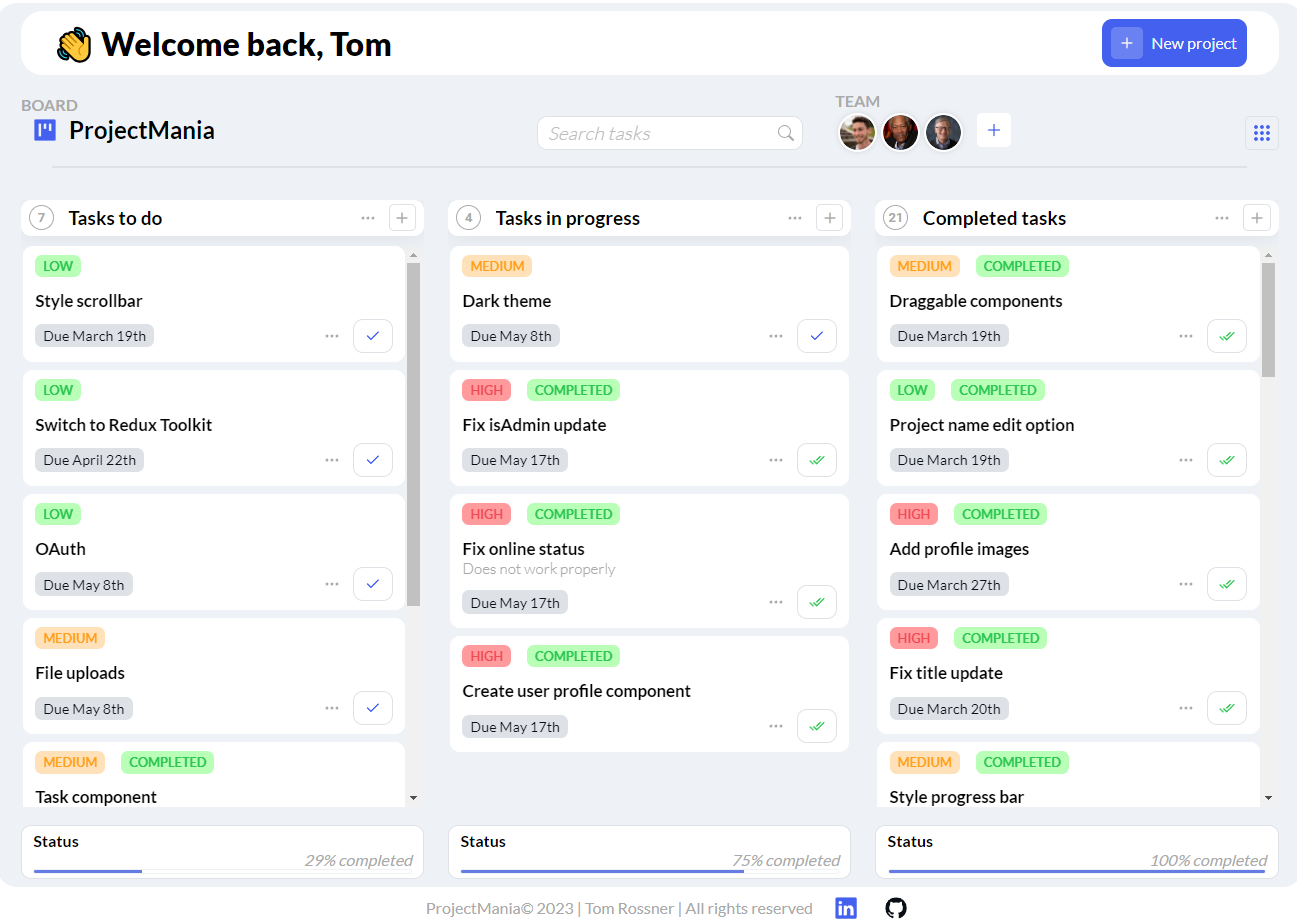 Welcome back, Tom
New project
BOARD
ProjectMania
Search tasks
TEAM
7 Tasks to do
LOW
Style scrollbar
Due March 19th
LOW
Switch to Redux Toolkit
Due April 22th
LOW
OAuth
Due May 8th
MEDIUM
File uploads
Due May 8th
MEDIUM COMPLETED
Task component
Status
29% completed
4 Tasks in progress
MEDIUM
Dark theme
Due May 8th
HIGH COMPLETED
Fix isAdmin update
Due May 17th
HIGH COMPLETED
Fix online status
Does not work properly
Due May 17th
HIGH COMPLETED
Create user profile component
Due May 17th
Status
75% completed
21 Completed tasks
MEDIUM COMPLETED
Draggable components
Due March 19th
LOW COMPLETED
Project name edit option
Due March 19th
HIGH COMPLETED
Add profile images
Due March 27th
HIGH COMPLETED
Fix title update
Due March 20th
MEDIUM COMPLETED
Style progress bar
Status
100% completed
ProjectMania© 2023 | Tom Rossner | All rights reserved
in